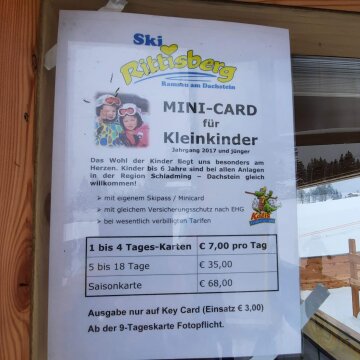 Ski
Rittisberg
Ramsau am Dachstein
MINI-CARD
für
Kleinkinder
Jahrgang 2017 und jünger
Das Wohl der Kinder liegt uns besonders am
Herzen. Kinder bis 6 Jahre sind bei allen Anlagen
in der Region Schladming – Dachstein gleich
willkommen!
➢ mit eigenem Skipass / Minicard
➢ mit gleichem Versicherungsschutz nach EHG
➢ bei wesentlich verbilligten Tarifen
1 bis 4 Tages-Karten € 7,00 pro Tag
5 bis 18 Tage € 35,00
Saisonkarte € 68,00
Ausgabe nur auf Key Card (Einsatz € 3,00)
Ab der 9-Tageskarte Fotopflicht.